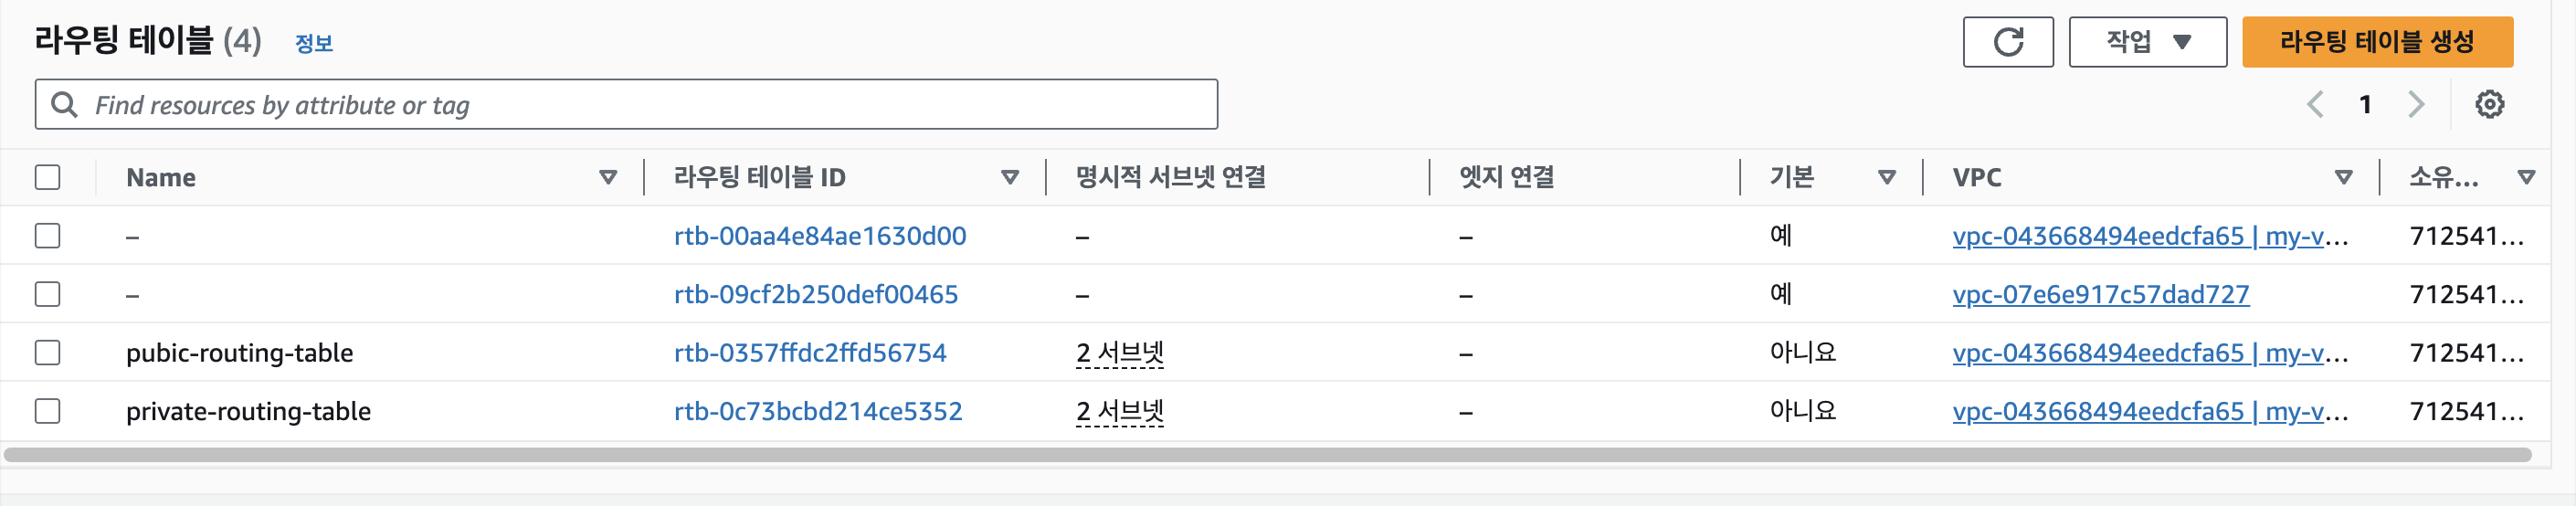 라우팅 테이블 (4) 정보 작업 라우팅 테이블 생성
Find resources by attribute or tag 1
Name 라우팅 테이블 ID 명시적 서브넷 연결 엣지 연결 기본 VPC 소유...
– rtb-00aa4e84ae1630d00 – – 예 vpc-043668494eedcfa65 | my-v... 712541...
– rtb-09cf2b250def00465 – – 예 vpc-07e6e917c57dad727 712541...
pubic-routing-table rtb-0357ffdc2ffd56754 2 서브넷 – 아니요 vpc-043668494eedcfa65 | my-v... 712541...
private-routing-table rtb-0c73bcbd214ce5352 2 서브넷 – 아니요 vpc-043668494eedcfa65 | my-v... 712541...